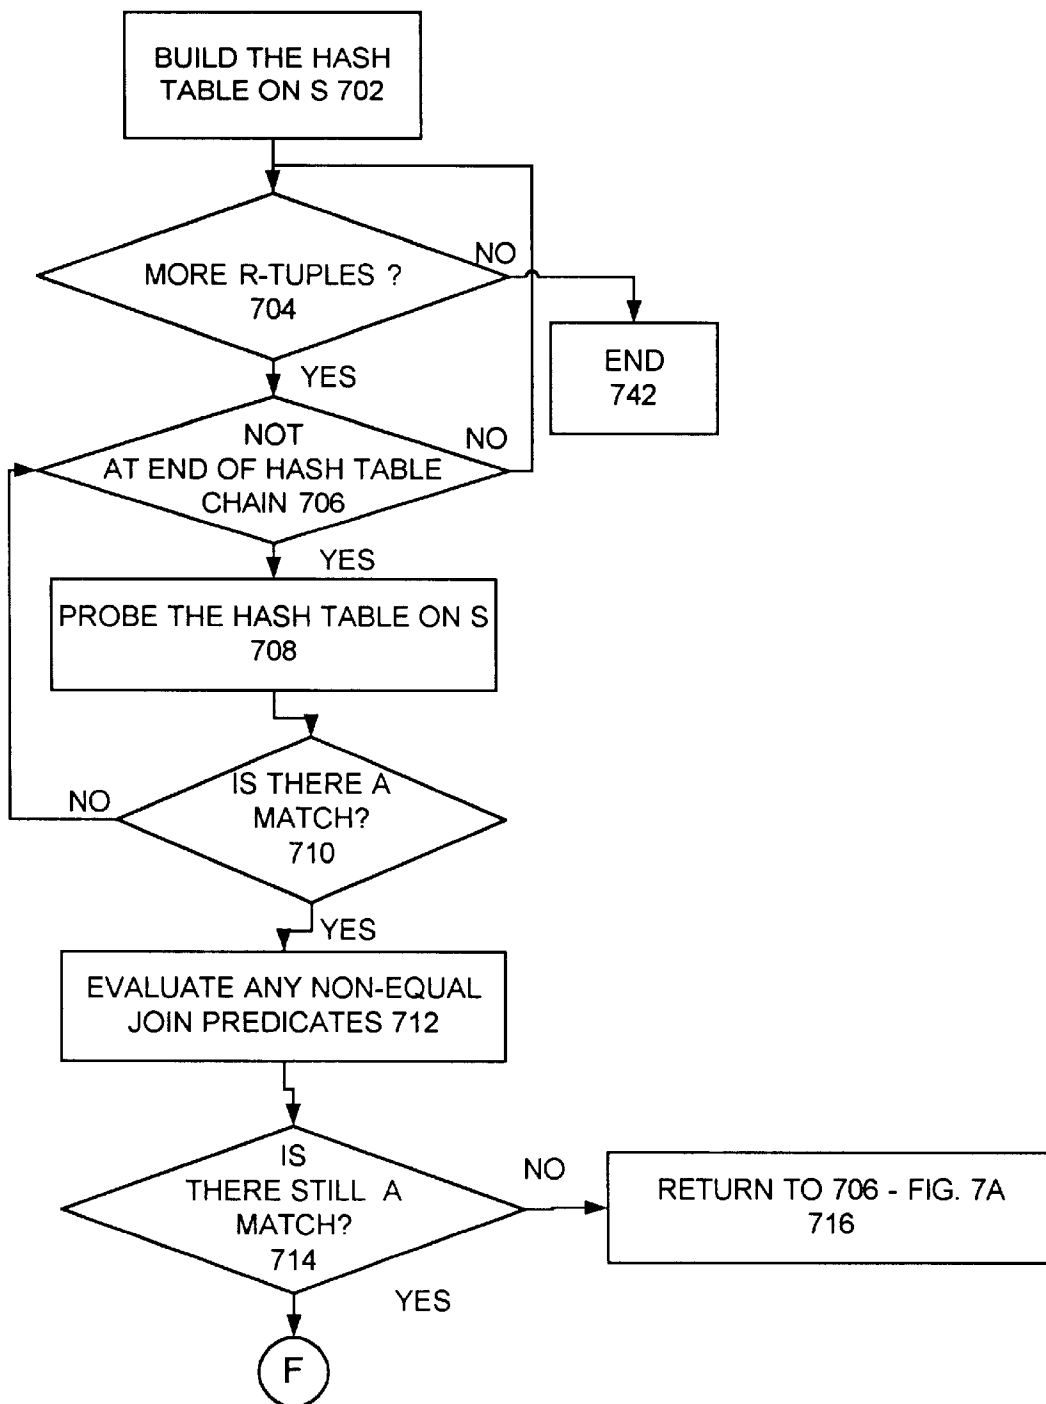 BUILD THE HASH
TABLE ON S 702
NO
MORE R-TUPLES ?
704
END
742
YES
NOT
NO
AT END OF HASH TABLE
CHAIN 706
YES
PROBE THE HASH TABLE ON S
708
IS THERE A
NO
MATCH?
710
YES
EVALUATE ANY NON-EQUAL
JOIN PREDICATES 712
IS
NO
THERE STILL A
MATCH?
714
RETURN TO 706 - FIG. 7A
716
YES
F